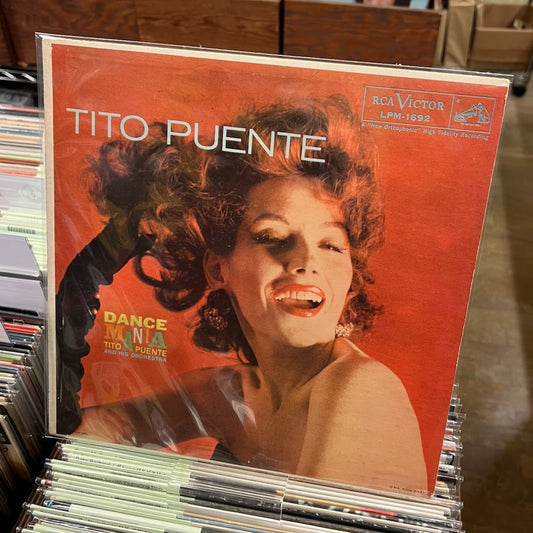 TITO PUENTE
RCA VICTOR
LPM-1692
A "New Orthophonic" High Fidelity Recording
DANCE
MANIA
TITO PUENTE
AND HIS ORCHESTRA